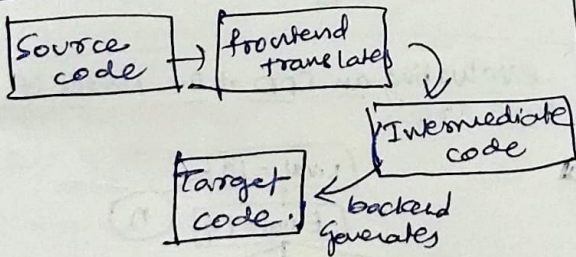 Source
code
frontend
translates
Intermediate
code
Target
code.
backend
generates